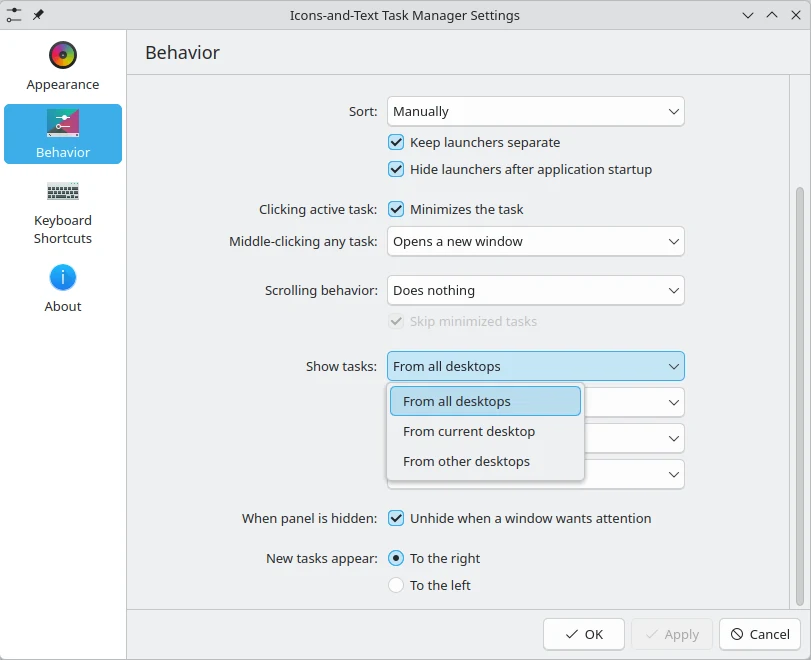 Icons-and-Text Task Manager Settings
Appearance
Behavior
Keyboard
Shortcuts
About
Behavior
Sort: Manually
Keep launchers separate
Hide launchers after application startup
Clicking active task: Minimizes the task
Middle-clicking any task: Opens a new window
Scrolling behavior: Does nothing
Skip minimized tasks
Show tasks: From all desktops
From all desktops
From current desktop
From other desktops
When panel is hidden: Unhide when a window wants attention
New tasks appear: To the right
To the left
OK Apply Cancel